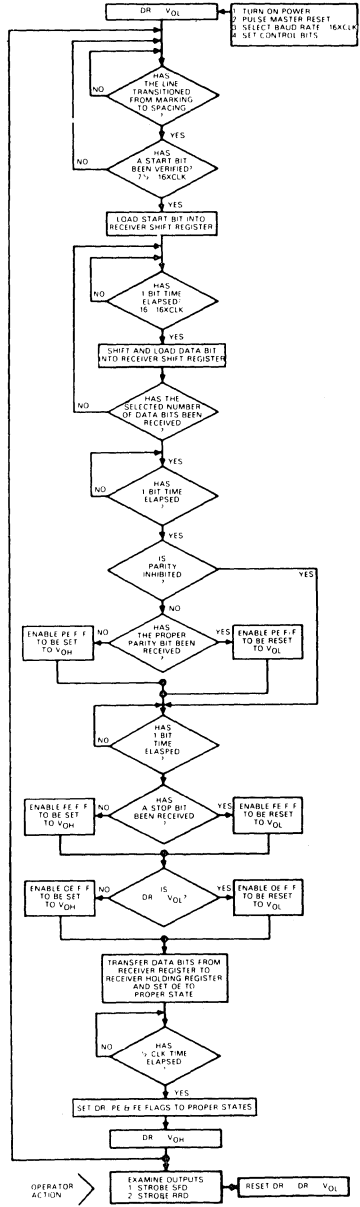 DR VOL
1 TURN ON POWER
2 PULSE MASTER RESET
3 SELECT BAUD RATE 16XCLK
4 SET CONTROL BITS
HAS
THE LINE
TRANSITIONED
FROM MARKING
TO SPACING
?
NO
YES
HAS
A START BIT
BEEN VERIFIED?
7½ 16XCLK
NO
YES
LOAD START BIT INTO
RECEIVER SHIFT REGISTER
HAS
1 BIT TIME
ELAPSED?
16 16XCLK
NO
YES
SHIFT AND LOAD DATA BIT
INTO RECEIVER SHIFT REGISTER
HAS THE
SELECTED NUMBER
OF DATA BITS BEEN
RECEIVED
?
NO
YES
HAS
1 BIT TIME
ELAPSED
?
NO
YES
IS
PARITY
INHIBITED
?
YES
NO
HAS
THE PROPER
PARITY BIT BEEN
RECEIVED
?
NO
YES
ENABLE PE F F
TO BE SET
TO VOH
ENABLE PE F/F
TO BE RESET
TO VOL
HAS
1 BIT
TIME
ELASPED
?
NO
YES
HAS
A STOP BIT
BEEN RECEIVED
?
NO
YES
ENABLE FE F F
TO BE SET
TO VOH
ENABLE FE F F
TO BE RESET
TO VOL
IS
DR VOL?
NO
YES
ENABLE OE F F
TO BE SET
TO VOH
ENABLE OE F F
TO BE RESET
TO VOL
TRANSFER DATA BITS FROM
RECEIVER REGISTER TO
RECEIVER HOLDING REGISTER
AND SET OE TO
PROPER STATE
HAS
½ CLK TIME
ELAPSED
NO
YES
SET DR PE & FE FLAGS TO PROPER STATES
DR VOH
OPERATOR
ACTION
EXAMINE OUTPUTS
1 STROBE SFD
2 STROBE RRD
RESET DR DR VOL